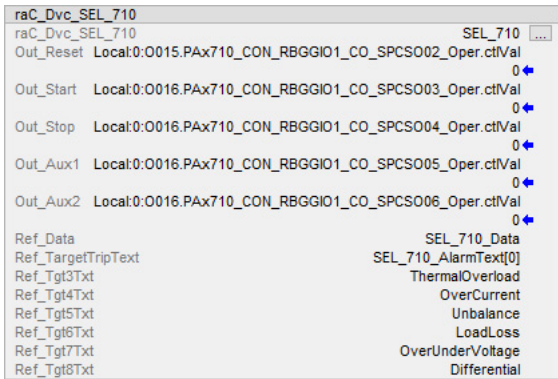 raC_Dvc_SEL_710
raC_Dvc_SEL_710 SEL_710 ...
Out_Reset Local:0:O015.PAx710_CON_RBGGIO1_CO_SPCSO02_Oper.ctlVal
0
Out_Start Local:0:O016.PAx710_CON_RBGGIO1_CO_SPCSO03_Oper.ctlVal
0
Out_Stop Local:0:O016.PAx710_CON_RBGGIO1_CO_SPCSO04_Oper.ctlVal
0
Out_Aux1 Local:0:O016.PAx710_CON_RBGGIO1_CO_SPCSO05_Oper.ctlVal
0
Out_Aux2 Local:0:O016.PAx710_CON_RBGGIO1_CO_SPCSO06_Oper.ctlVal
0
Ref_Data SEL_710_Data
Ref_TargetTripText SEL_710_AlarmText[0]
Ref_Tgt3Txt ThermalOverload
Ref_Tgt4Txt OverCurrent
Ref_Tgt5Txt Unbalance
Ref_Tgt6Txt LoadLoss
Ref_Tgt7Txt OverUnderVoltage
Ref_Tgt8Txt Differential